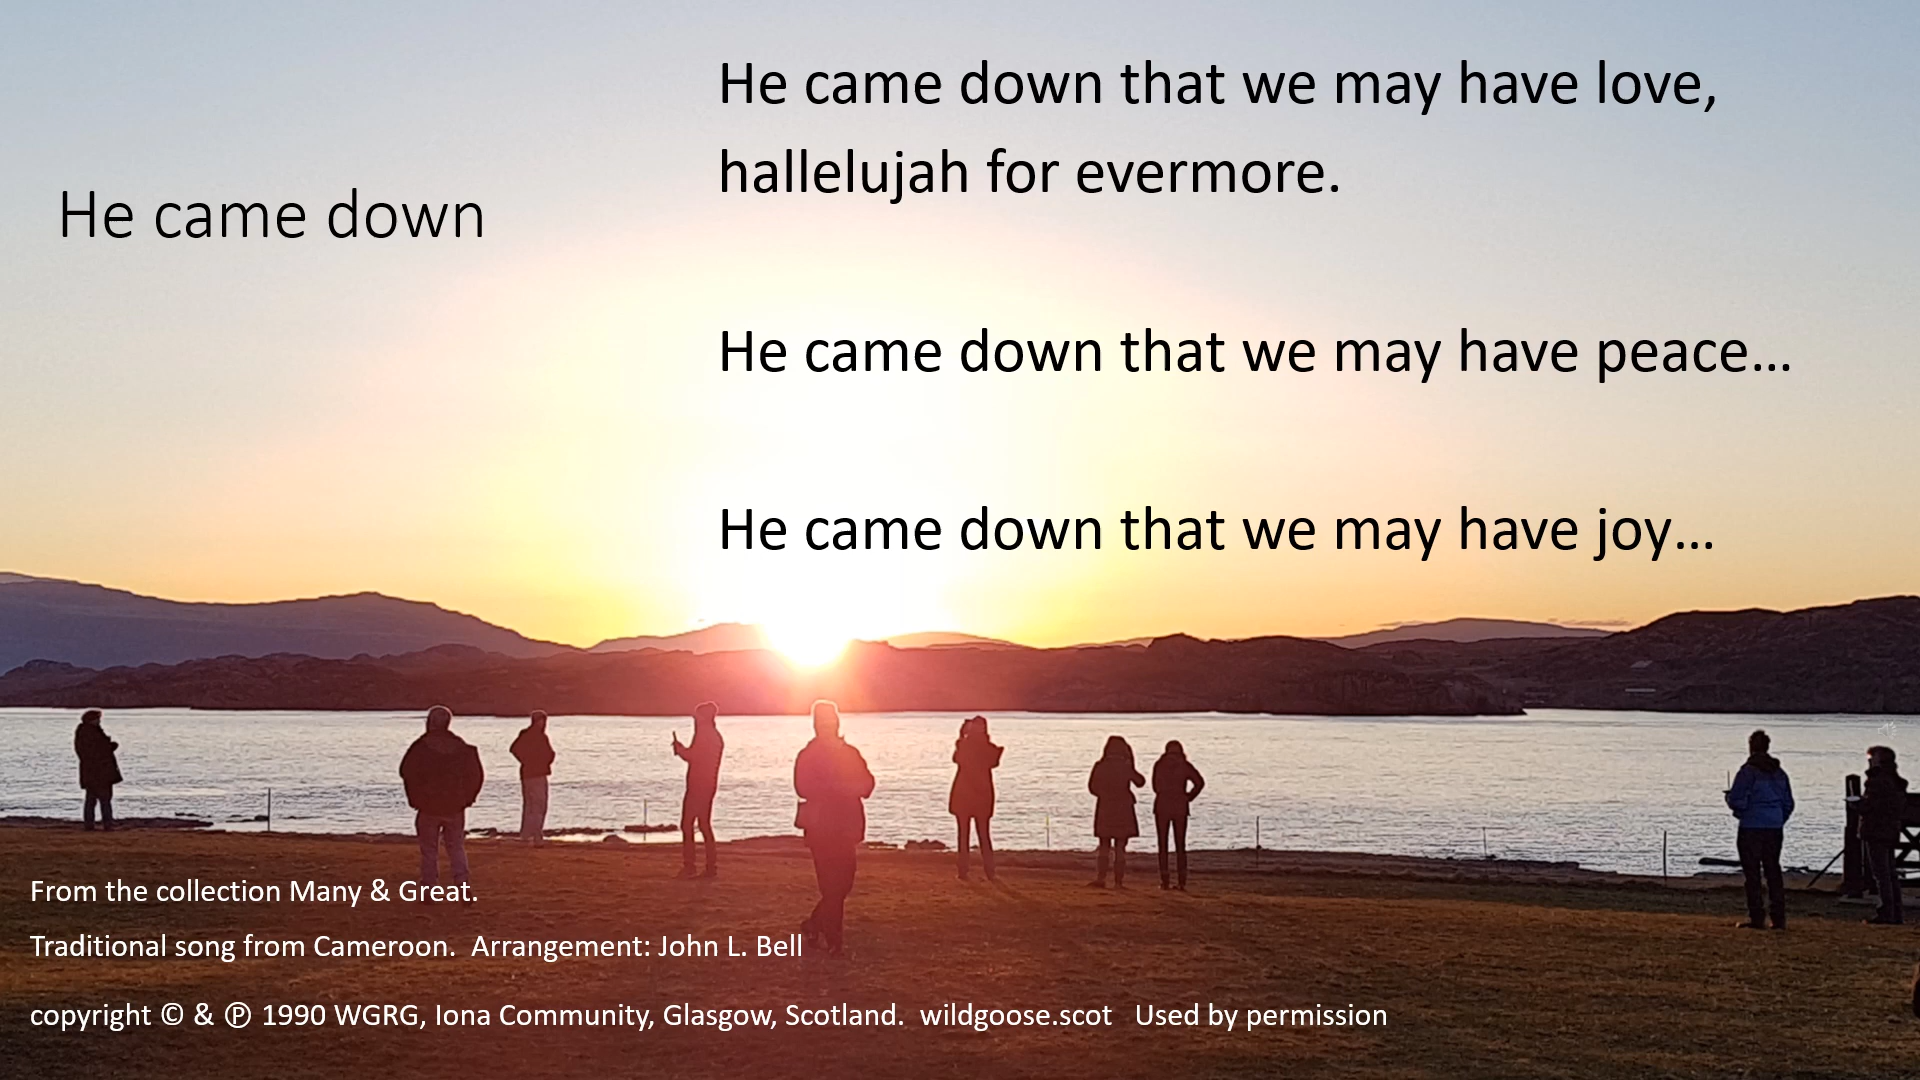 He came down
He came down that we may have love,
hallelujah for evermore.
He came down that we may have peace…
He came down that we may have joy…
From the collection Many & Great.
Traditional song from Cameroon.  Arrangement: John L. Bell
copyright © & ℗ 1990 WGRG, Iona Community, Glasgow, Scotland.  wildgoose.scot   Used by permission